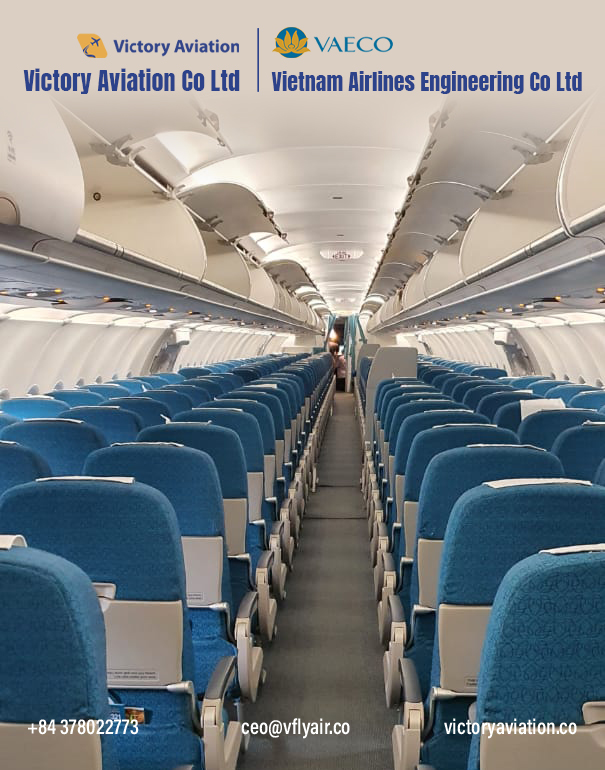 Victory Aviation
VAECO
Victory Aviation Co Ltd
Vietnam Airlines Engineering Co Ltd
EXIT
+84 378022773
ceo@vflyair.co
victoryaviation.co